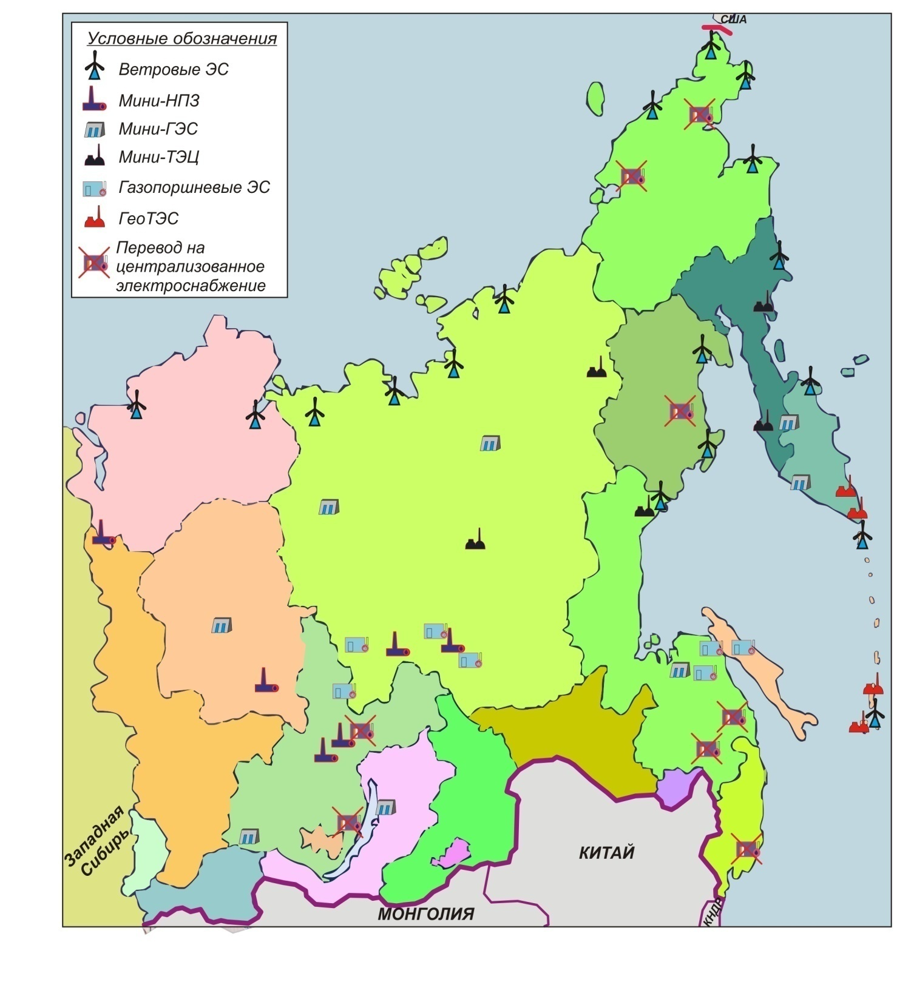 США
Условные обозначения
Ветровые ЭС
Мини-НПЗ
Мини-ГЭС
Мини-ТЭЦ
Газопоршневые ЭС
ГеоТЭС
Перевод на
централизованное
электроснабжение
Западная
Сибирь
КИТАЙ
МОНГОЛИЯ
КНДР